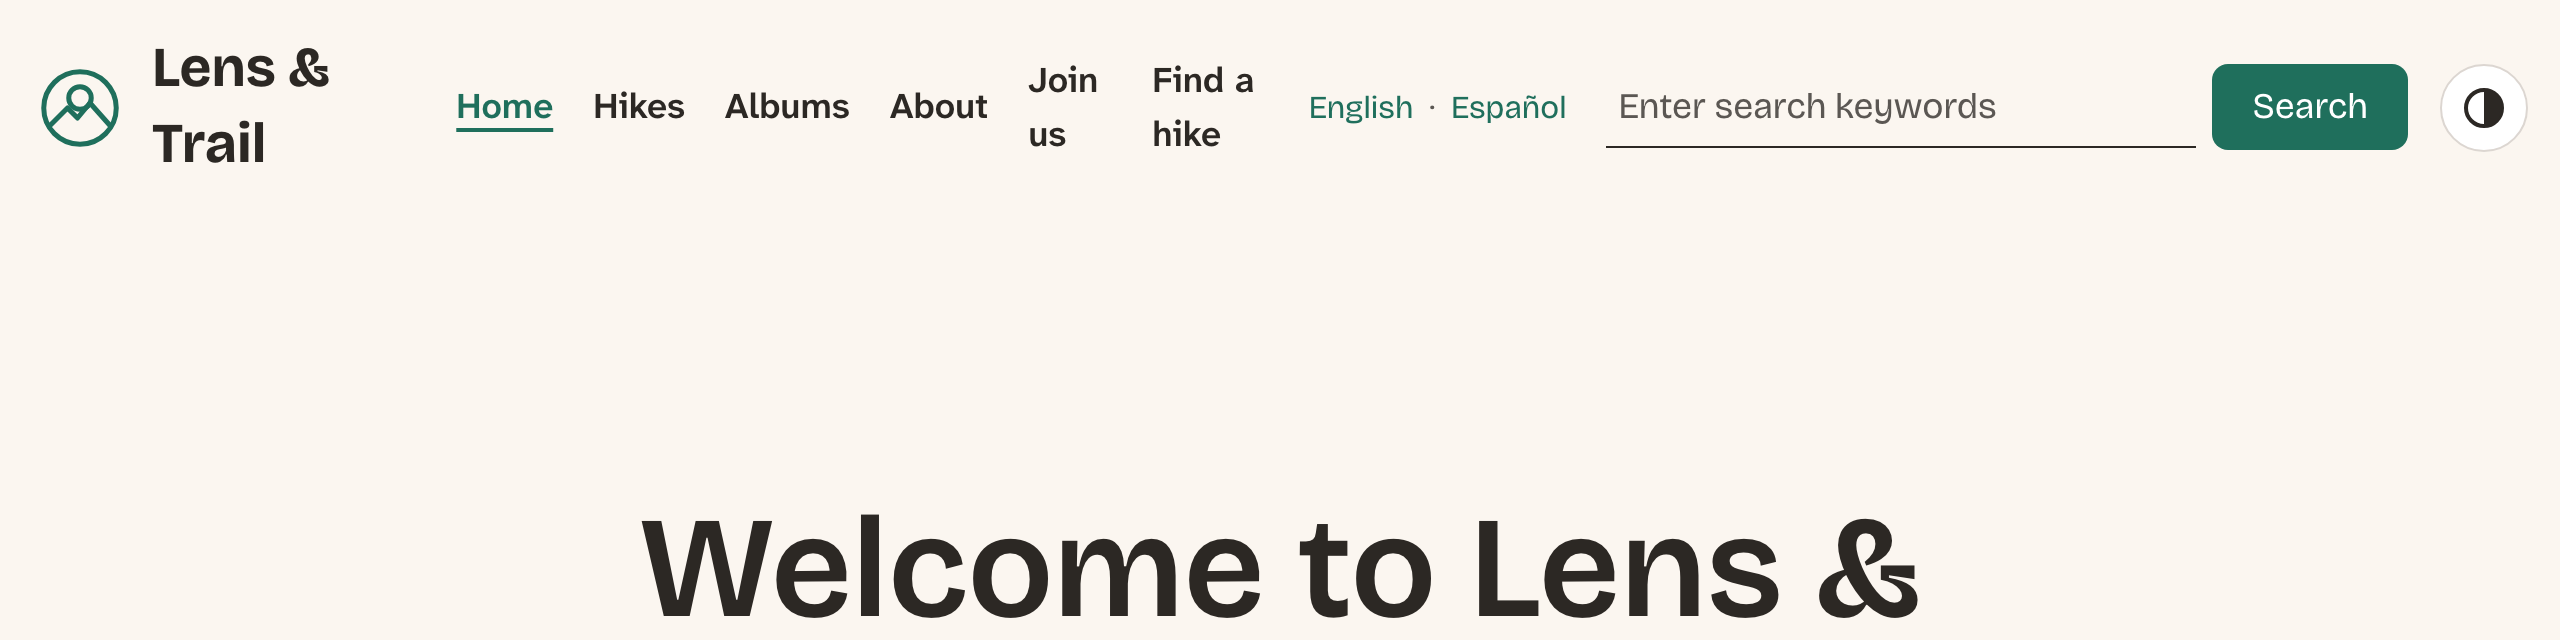 Lens &
Trail
Home
Hikes
Albums
About
Join
us
Find a
hike
English · Español
Enter search keywords
Search
Welcome to Lens &